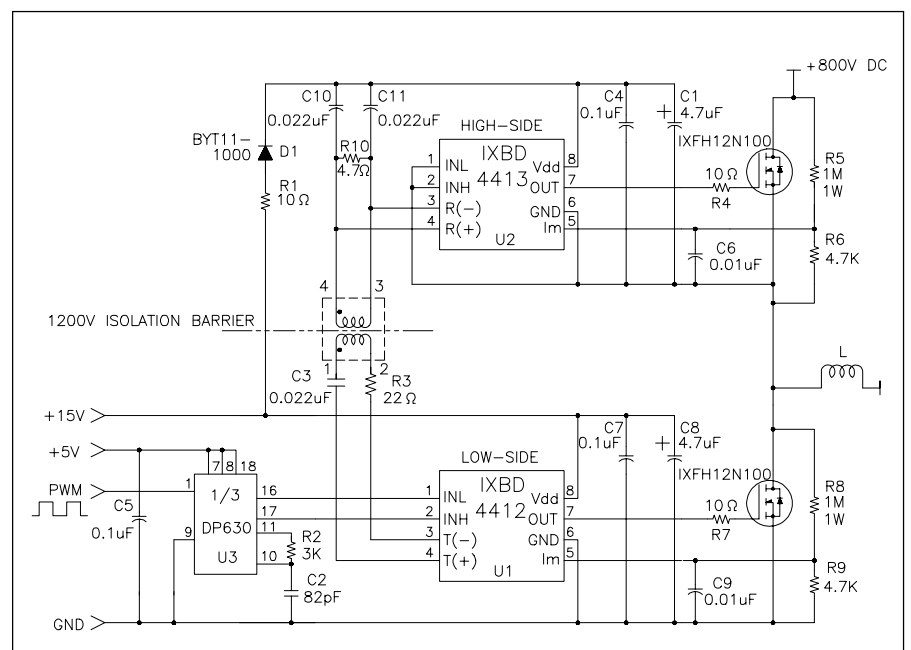 +800V DC
C10
0.022uF
C11
0.022uF
C4
0.1uF
C1
+
4.7uF
HIGH-SIDE
IXBD
4413
1 INL
2 INH
3 R(-)
4 R(+)
Vdd 8
OUT 7
GND 6
Im 5
U2
IXFH12N100
BYT11-
1000
D1
R1
10Ω
R10
4.7Ω
10Ω
R4
R5
1M
1W
R6
4.7K
C6
0.01uF
4
3
1200V ISOLATION BARRIER
1
2
C3
0.022uF
R3
22Ω
L
+15V
+5V
PWM
GND
C5
0.1uF
7 8 18
1
1/3
DP630
U3
9
16
17
11
10
R2
3K
C2
82pF
LOW-SIDE
IXBD
4412
1 INL
2 INH
3 T(-)
4 T(+)
Vdd 8
OUT 7
GND 6
Im 5
U1
C7
0.1uF
C8
+
4.7uF
IXFH12N100
10Ω
R7
R8
1M
1W
R9
4.7K
C9
0.01uF